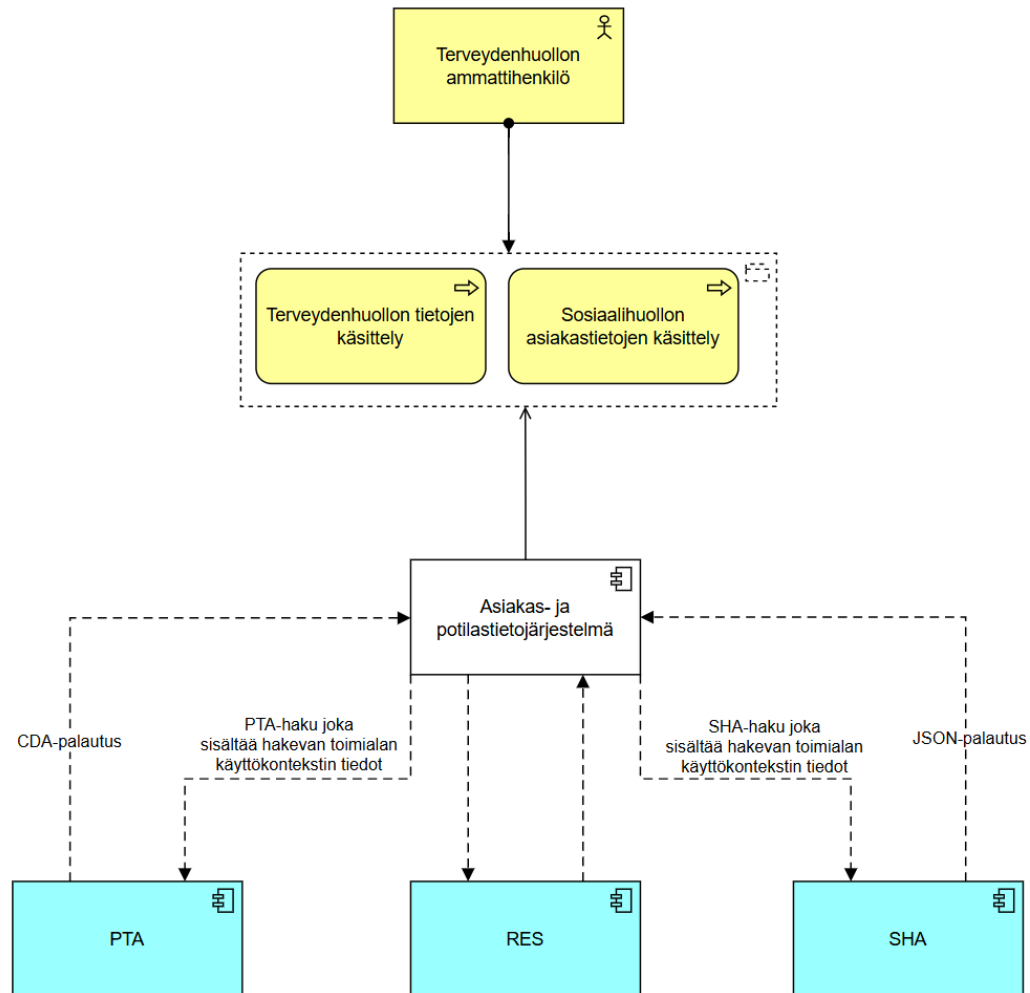 Terveydenhuollon
ammattihenkilö
Terveydenhuollon tietojen
käsittely
Sosiaalihuollon
asiakastietojen käsittely
Asiakas- ja
potilastietojärjestelmä
CDA-palautus
PTA-haku joka
sisältää hakevan toimialan
käyttökontekstin tiedot
SHA-haku joka
sisältää hakevan toimialan
käyttökontekstin tiedot
JSON-palautus
PTA
RES
SHA